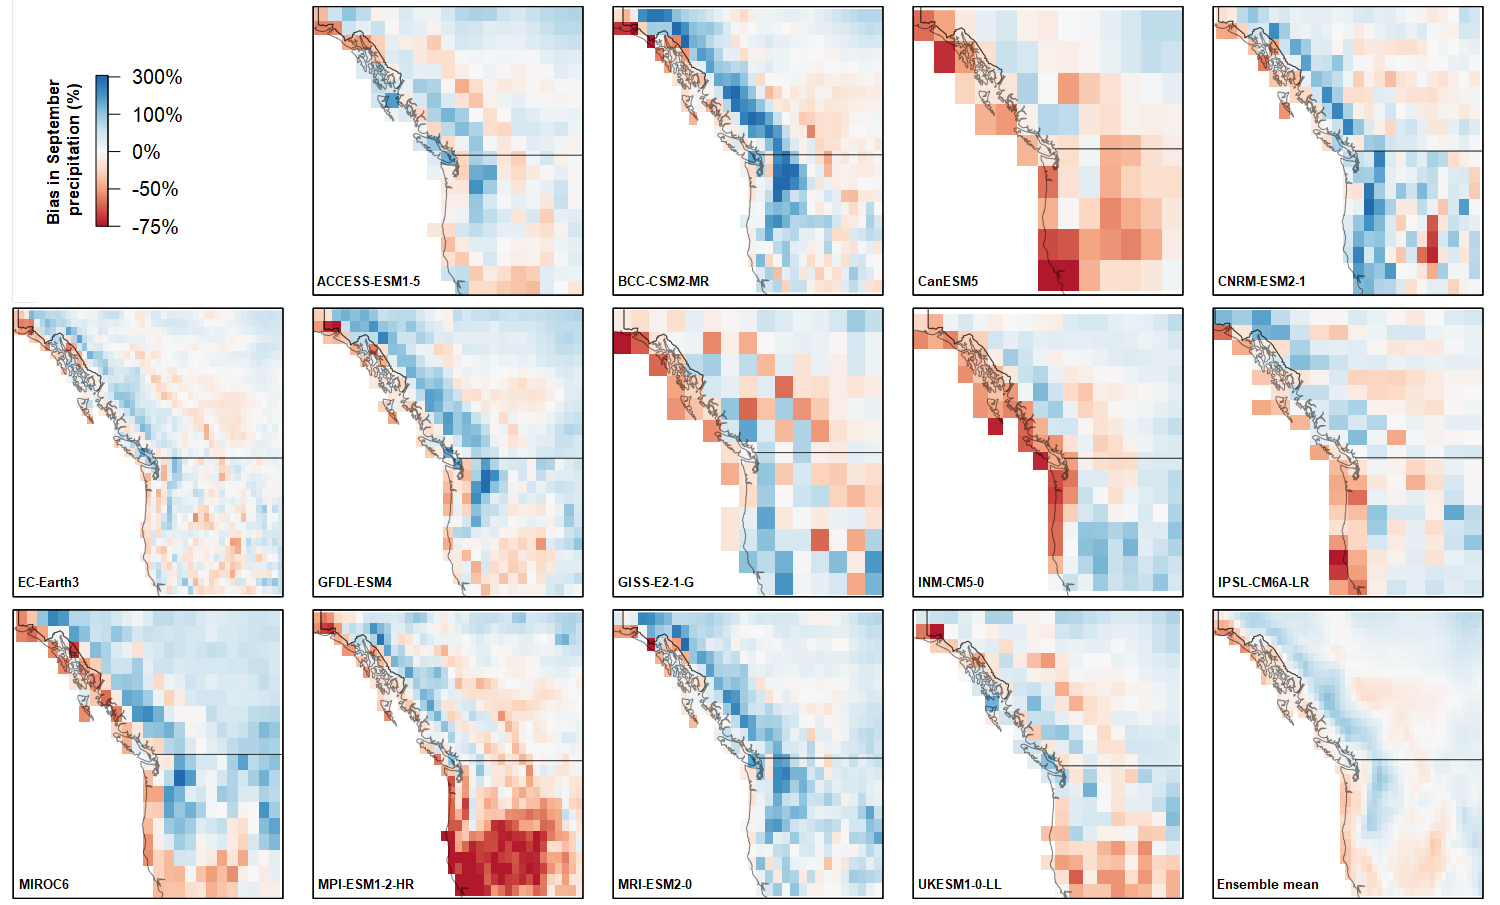 Bias in September
precipitation (%)
300%
100%
0%
-50%
-75%
ACCESS-ESM1-5
BCC-CSM2-MR
CanESM5
CNRM-ESM2-1
EC-Earth3
GFDL-ESM4
GISS-E2-1-G
INM-CM5-0
IPSL-CM6A-LR
MIROC6
MPI-ESM1-2-HR
MRI-ESM2-0
UKESM1-0-LL
Ensemble mean